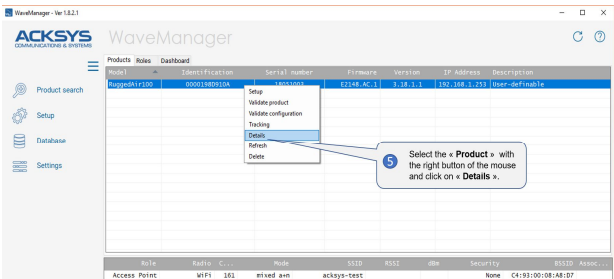 WaveManager - Ver 1.8.2.1
ACKSYS
COMMUNICATIONS & SYSTEMS
WaveManager
Products Roles Dashboard
Model Identification Serial number Firmware Version IP Address Description
RuggedAir100 0000198D910A 18051003 E2148.AC.1 3.18.1.1 192.168.1.253 User-definable
Product search
Setup
Database
Settings
Setup
Validate product
Validate configuration
Tracking
Details
Refresh
Delete
5
Select the « Product » with
the right button of the mouse
and click on « Details ».
Role Radio C... Mode SSID RSSI dBm Security BSSID Assoc...
Access Point WiFi 161 mixed a+n acksys-test None C4:93:00:08:A8:D7